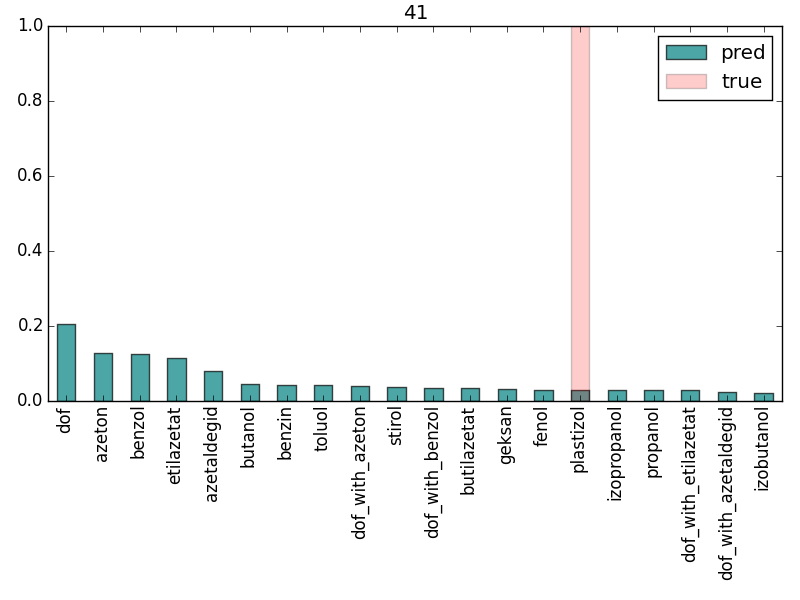 41
1.0
0.8
0.6
0.4
0.2
0.0
pred
true
dof
azeton
benzol
etilazetat
azetaldegid
butanol
benzin
toluol
dof_with_azeton
stirol
dof_with_benzol
butilazetat
geksan
fenol
plastizol
izopropanol
propanol
dof_with_etilazetat
dof_with_azetaldegid
izobutanol